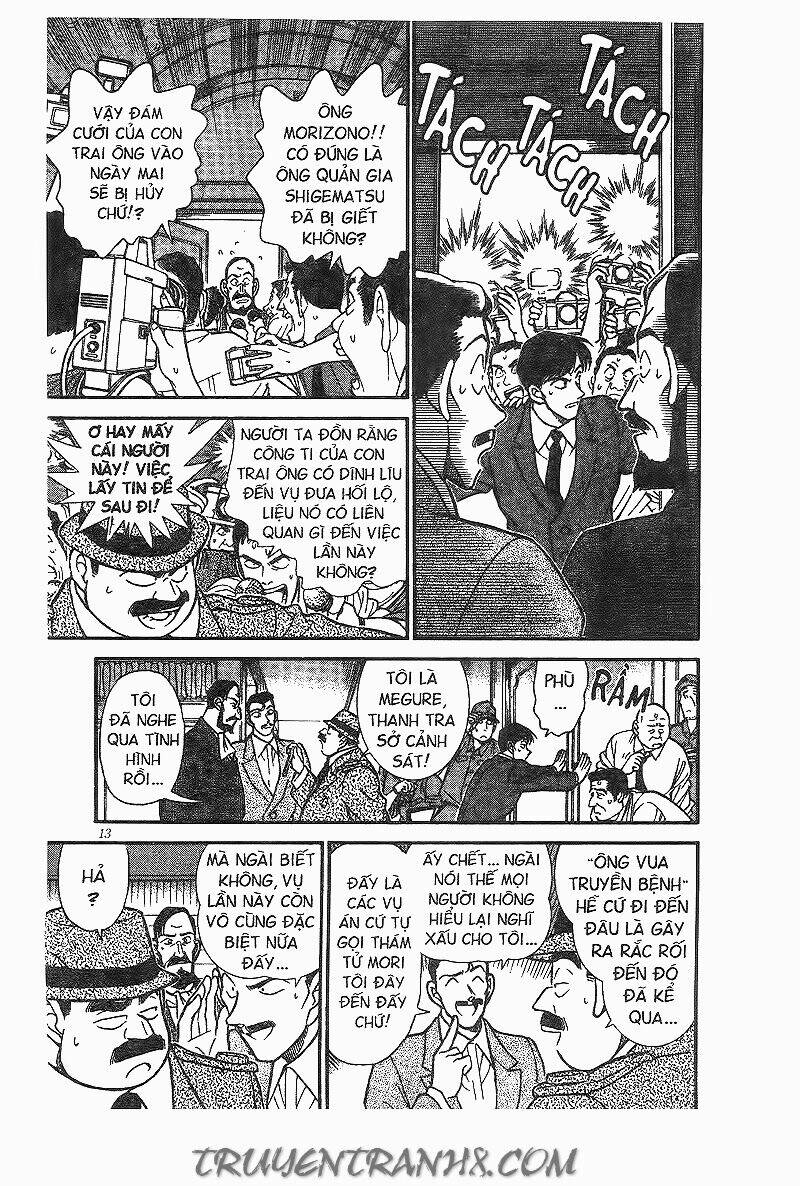 TÁCH
TÁCH
TÁCH
ÔNG
MORIZONO!!
CÓ ĐÚNG LÀ
ÔNG QUẢN GIA
SHIGEMATSU
ĐÃ BỊ GIẾT
KHÔNG?
VẬY ĐÁM
CƯỚI CỦA CON
TRAI ÔNG VÀO
NGÀY MAI
SẼ BỊ HỦY
CHỨ!?
NGƯỜI TA ĐỒN RẰNG
CÔNG TI CỦA CON
TRAI ÔNG CÓ DÍNH LÍU
ĐẾN VỤ ĐƯA HỐI LỘ,
LIỆU NÓ CÓ LIÊN
QUAN GÌ ĐẾN VIỆC
LẦN NÀY
KHÔNG?
Ơ HAY MẤY
CÁI NGƯỜI
NÀY! VIỆC
LẤY TIN ĐỂ
SAU ĐI!
RẦM
PHÙ
...
TÔI LÀ
MEGURE,
THANH TRA
SỞ CẢNH
SÁT!
TÔI
ĐÃ NGHE
QUA TÌNH
HÌNH
RỒI...
13
"ÔNG VUA
TRUYỀN BỆNH"
HỄ CỨ ĐI ĐẾN
ĐÂU LÀ GÂY
RA RẮC RỐI
ĐẾN ĐÓ
ĐÃ KỂ
QUA...
ẤY CHẾT... NGÀI
NÓI THẾ MỌI
NGƯỜI KHÔNG
HIỂU LẠI NGHĨ
XẤU CHO TÔI...
ĐẤY LÀ
CÁC VỤ
ÁN CỨ TỰ
GỌI THÁM
TỬ MORI
TÔI ĐÂY
ĐẾN ĐẤY
CHỨ!
MÀ NGÀI BIẾT
KHÔNG, VỤ
LẦN NÀY CÒN
VÔ CÙNG ĐẶC
BIỆT NỮA
ĐẤY...
HẢ
?
TRUYENTRANH8.COM